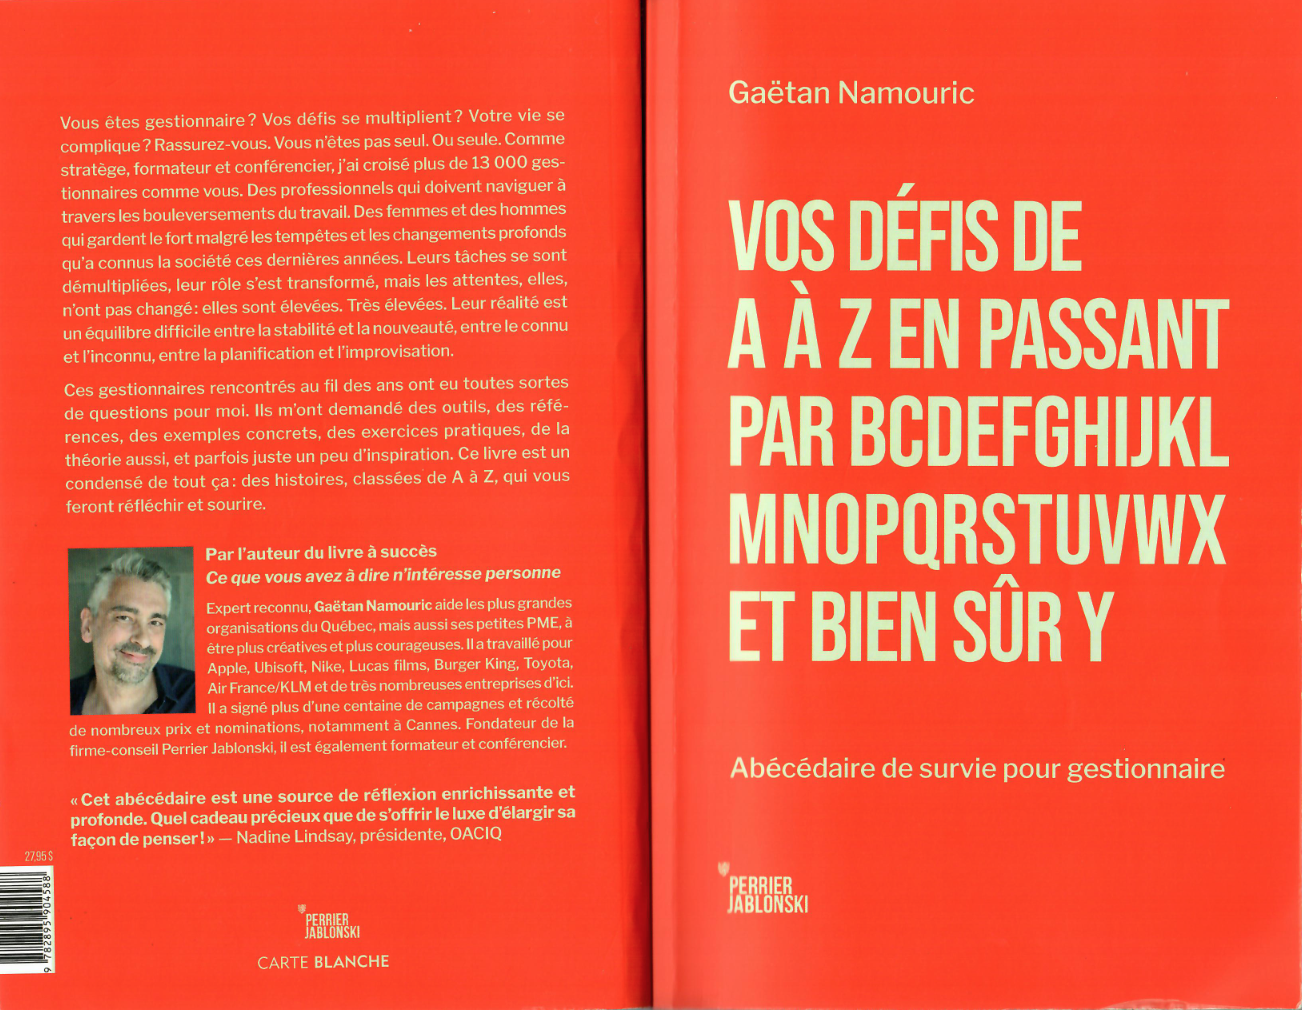 Vous êtes gestionnaire ? Vos défis se multiplient ? Votre vie se
complique ? Rassurez-vous. Vous n'êtes pas seul. Ou seule. Comme
stratège, formateur et conférencier, j'ai croisé plus de 13 000 ges-
tionnaires comme vous. Des professionnels qui doivent naviguer à
travers les bouleversements du travail. Des femmes et des hommes
qui gardent le fort malgré les tempêtes et les changements profonds
qu'a connus la société ces dernières années. Leurs tâches se sont
démultipliées, leur rôle s'est transformé, mais les attentes, elles,
n'ont pas changé : elles sont élevées. Très élevées. Leur réalité est
un équilibre difficile entre la stabilité et la nouveauté, entre le connu
et l'inconnu, entre la planification et l'improvisation.
Ces gestionnaires rencontrés au fil des ans ont eu toutes sortes
de questions pour moi. Ils m'ont demandé des outils, des réfé-
rences, des exemples concrets, des exercices pratiques, de la
théorie aussi, et parfois juste un peu d'inspiration. Ce livre est un
condensé de tout ça : des histoires, classées de A à Z, qui vous
feront réfléchir et sourire.
Par l'auteur du livre à succès
Ce que vous avez à dire n'intéresse personne
Expert reconnu, Gaëtan Namouric aide les plus grandes
organisations du Québec, mais aussi ses petites PME, à
être plus créatives et plus courageuses. Il a travaillé pour
Apple, Ubisoft, Nike, Lucas films, Burger King, Toyota,
Air France/KLM et de très nombreuses entreprises d'ici.
Il a signé plus d'une centaine de campagnes et récolté
de nombreux prix et nominations, notamment à Cannes. Fondateur de la
firme-conseil Perrier Jablonski, il est également formateur et conférencier.
« Cet abécédaire est une source de réflexion enrichissante et
profonde. Quel cadeau précieux que de s'offrir le luxe d'élargir sa
façon de penser ! » — Nadine Lindsay, présidente, OACIQ
27,95 $
9 782895 904588
PERRIER
JABLONSKI
CARTE BLANCHE
Gaëtan Namouric
VOS DÉFIS DE
A À Z EN PASSANT
PAR BCDEFGHIJKL
MNOPQRSTUVWX
ET BIEN SÛR Y
Abécédaire de survie pour gestionnaire
PERRIER
JABLONSKI